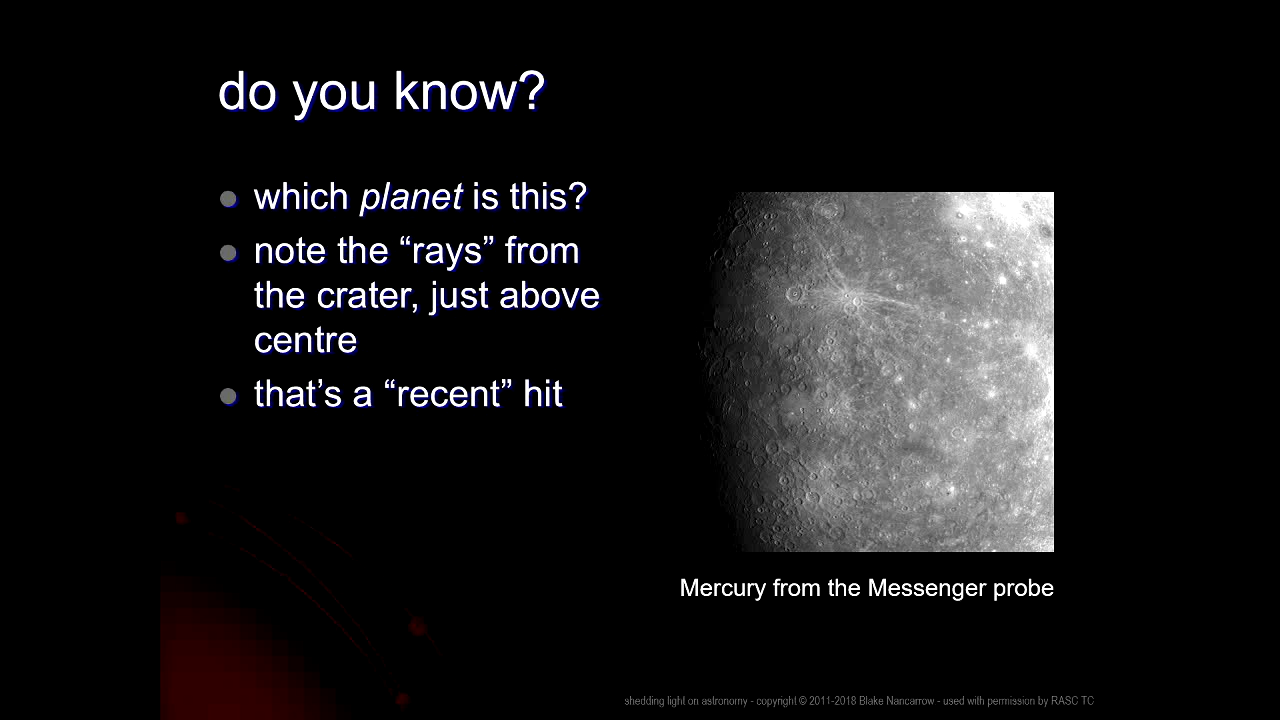 do you know?
which planet is this?
note the “rays” from
the crater, just above
centre
that’s a “recent” hit
Mercury from the Messenger probe
shedding light on astronomy - copyright © 2011-2018 Blake Nancarrow - used with permission by RASC TC